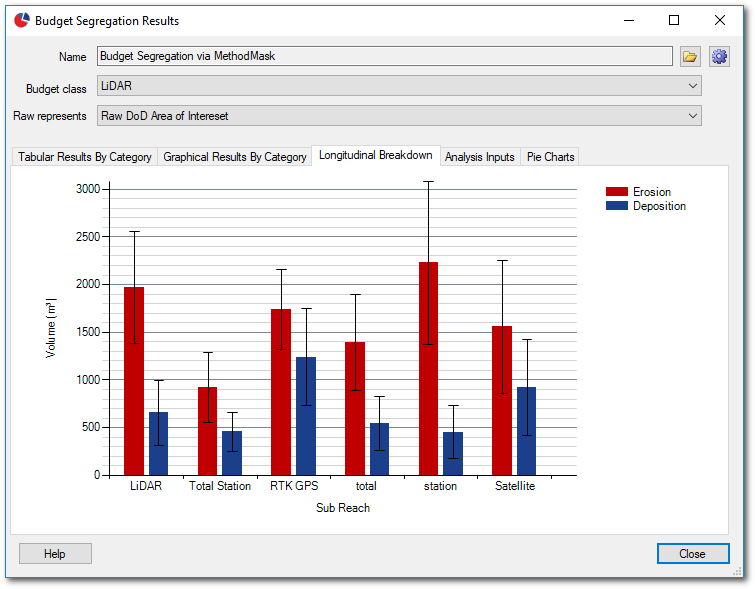 Budget Segregation Results
Name Budget Segregation via MethodMask
Budget class LiDAR
Raw represents Raw DoD Area of Intereset
Tabular Results By Category Graphical Results By Category Longitudinal Breakdown Analysis Inputs Pie Charts
3000
2500
2000
1500
1000
500
0
Volume (m³)
LiDAR Total Station RTK GPS total station Satellite
Sub Reach
Erosion
Deposition
Help Close